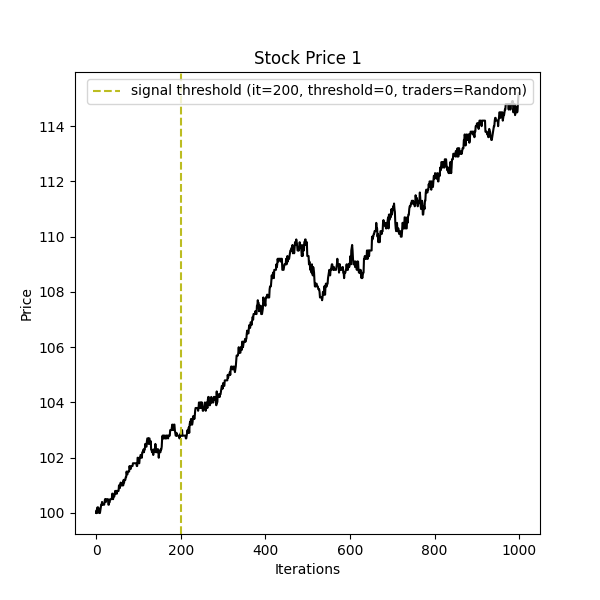 Stock Price 1
signal threshold (it=200, threshold=0, traders=Random)
114
112
110
108
106
104
102
100
Price
0 200 400 600 800 1000
Iterations